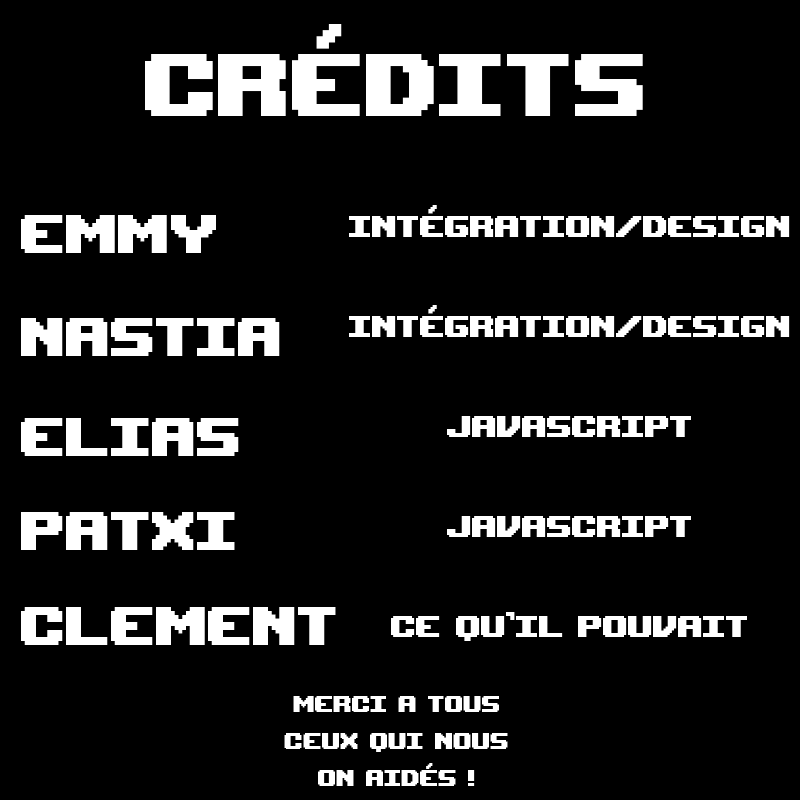 CRÉDITS
EMMY INTÉGRATION/DESIGN
NASTIA INTÉGRATION/DESIGN
ELIAS JAVASCRIPT
PATXI JAVASCRIPT
CLEMENT CE QU'IL POUVAIT
MERCI A TOUS
CEUX QUI NOUS
ON AIDÉS !